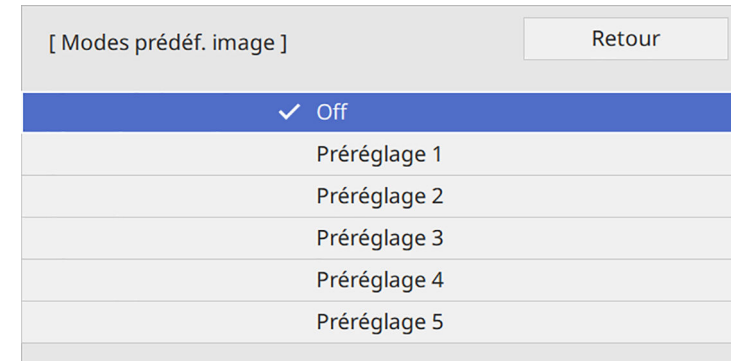 [ Modes prédéf. image ]
Retour
Off
Préréglage 1
Préréglage 2
Préréglage 3
Préréglage 4
Préréglage 5